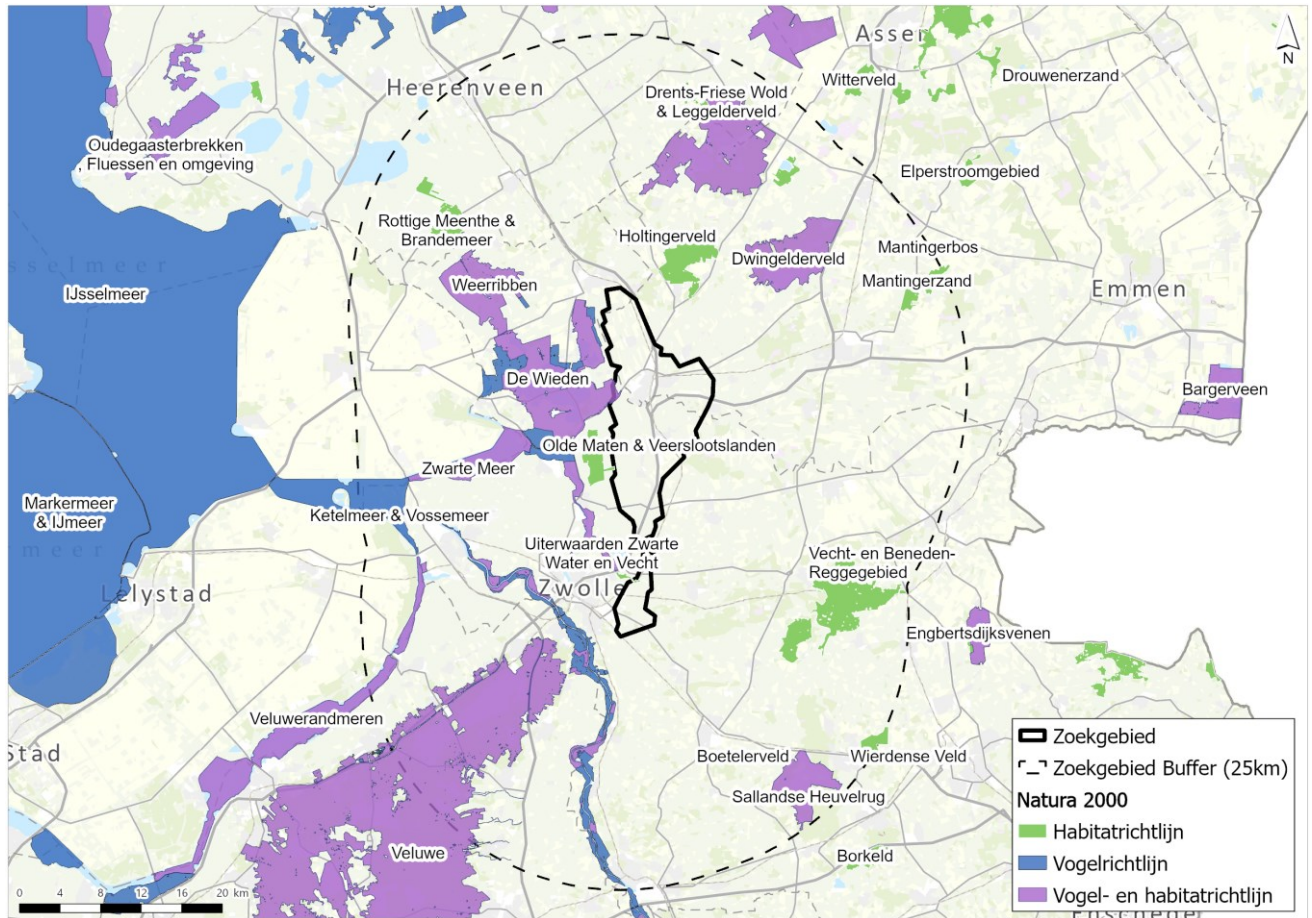 Assen
N
Heerenveen
Witterveld
Drouwenerzand
Drents-Friese Wold
& Leggelderveld
Oudegaasterbrekken
, Fluessen en omgeving
Elperstroomgebied
Rottige Meenthe &
Brandemeer
Holtingerveld
Mantingerbos
Dwingelderveld
Mantingerzand
Weerribben
sselmeer
IJsselmeer
Emmen
De Wieden
Bargerveen
Olde Maten & Veerslootslanden
Zwarte Meer
Markermeer
& IJmeer
ermeer
Ketelmeer & Vossemeer
Uiterwaarden Zwarte
Water en Vecht
Vecht- en Beneden-
Reggegebied
Zwolle
Lelystad
Engbertsdijksvenen
Veluwerandmeren
Stad
Boetelerveld
Wierdense Veld
Sallandse Heuvelrug
Veluwe
Borkeld
Zoekgebied
Zoekgebied Buffer (25km)
Natura 2000
Habitatrichtlijn
Vogelrichtlijn
Vogel- en habitatrichtlijn
0 4 8 12 16 20 km